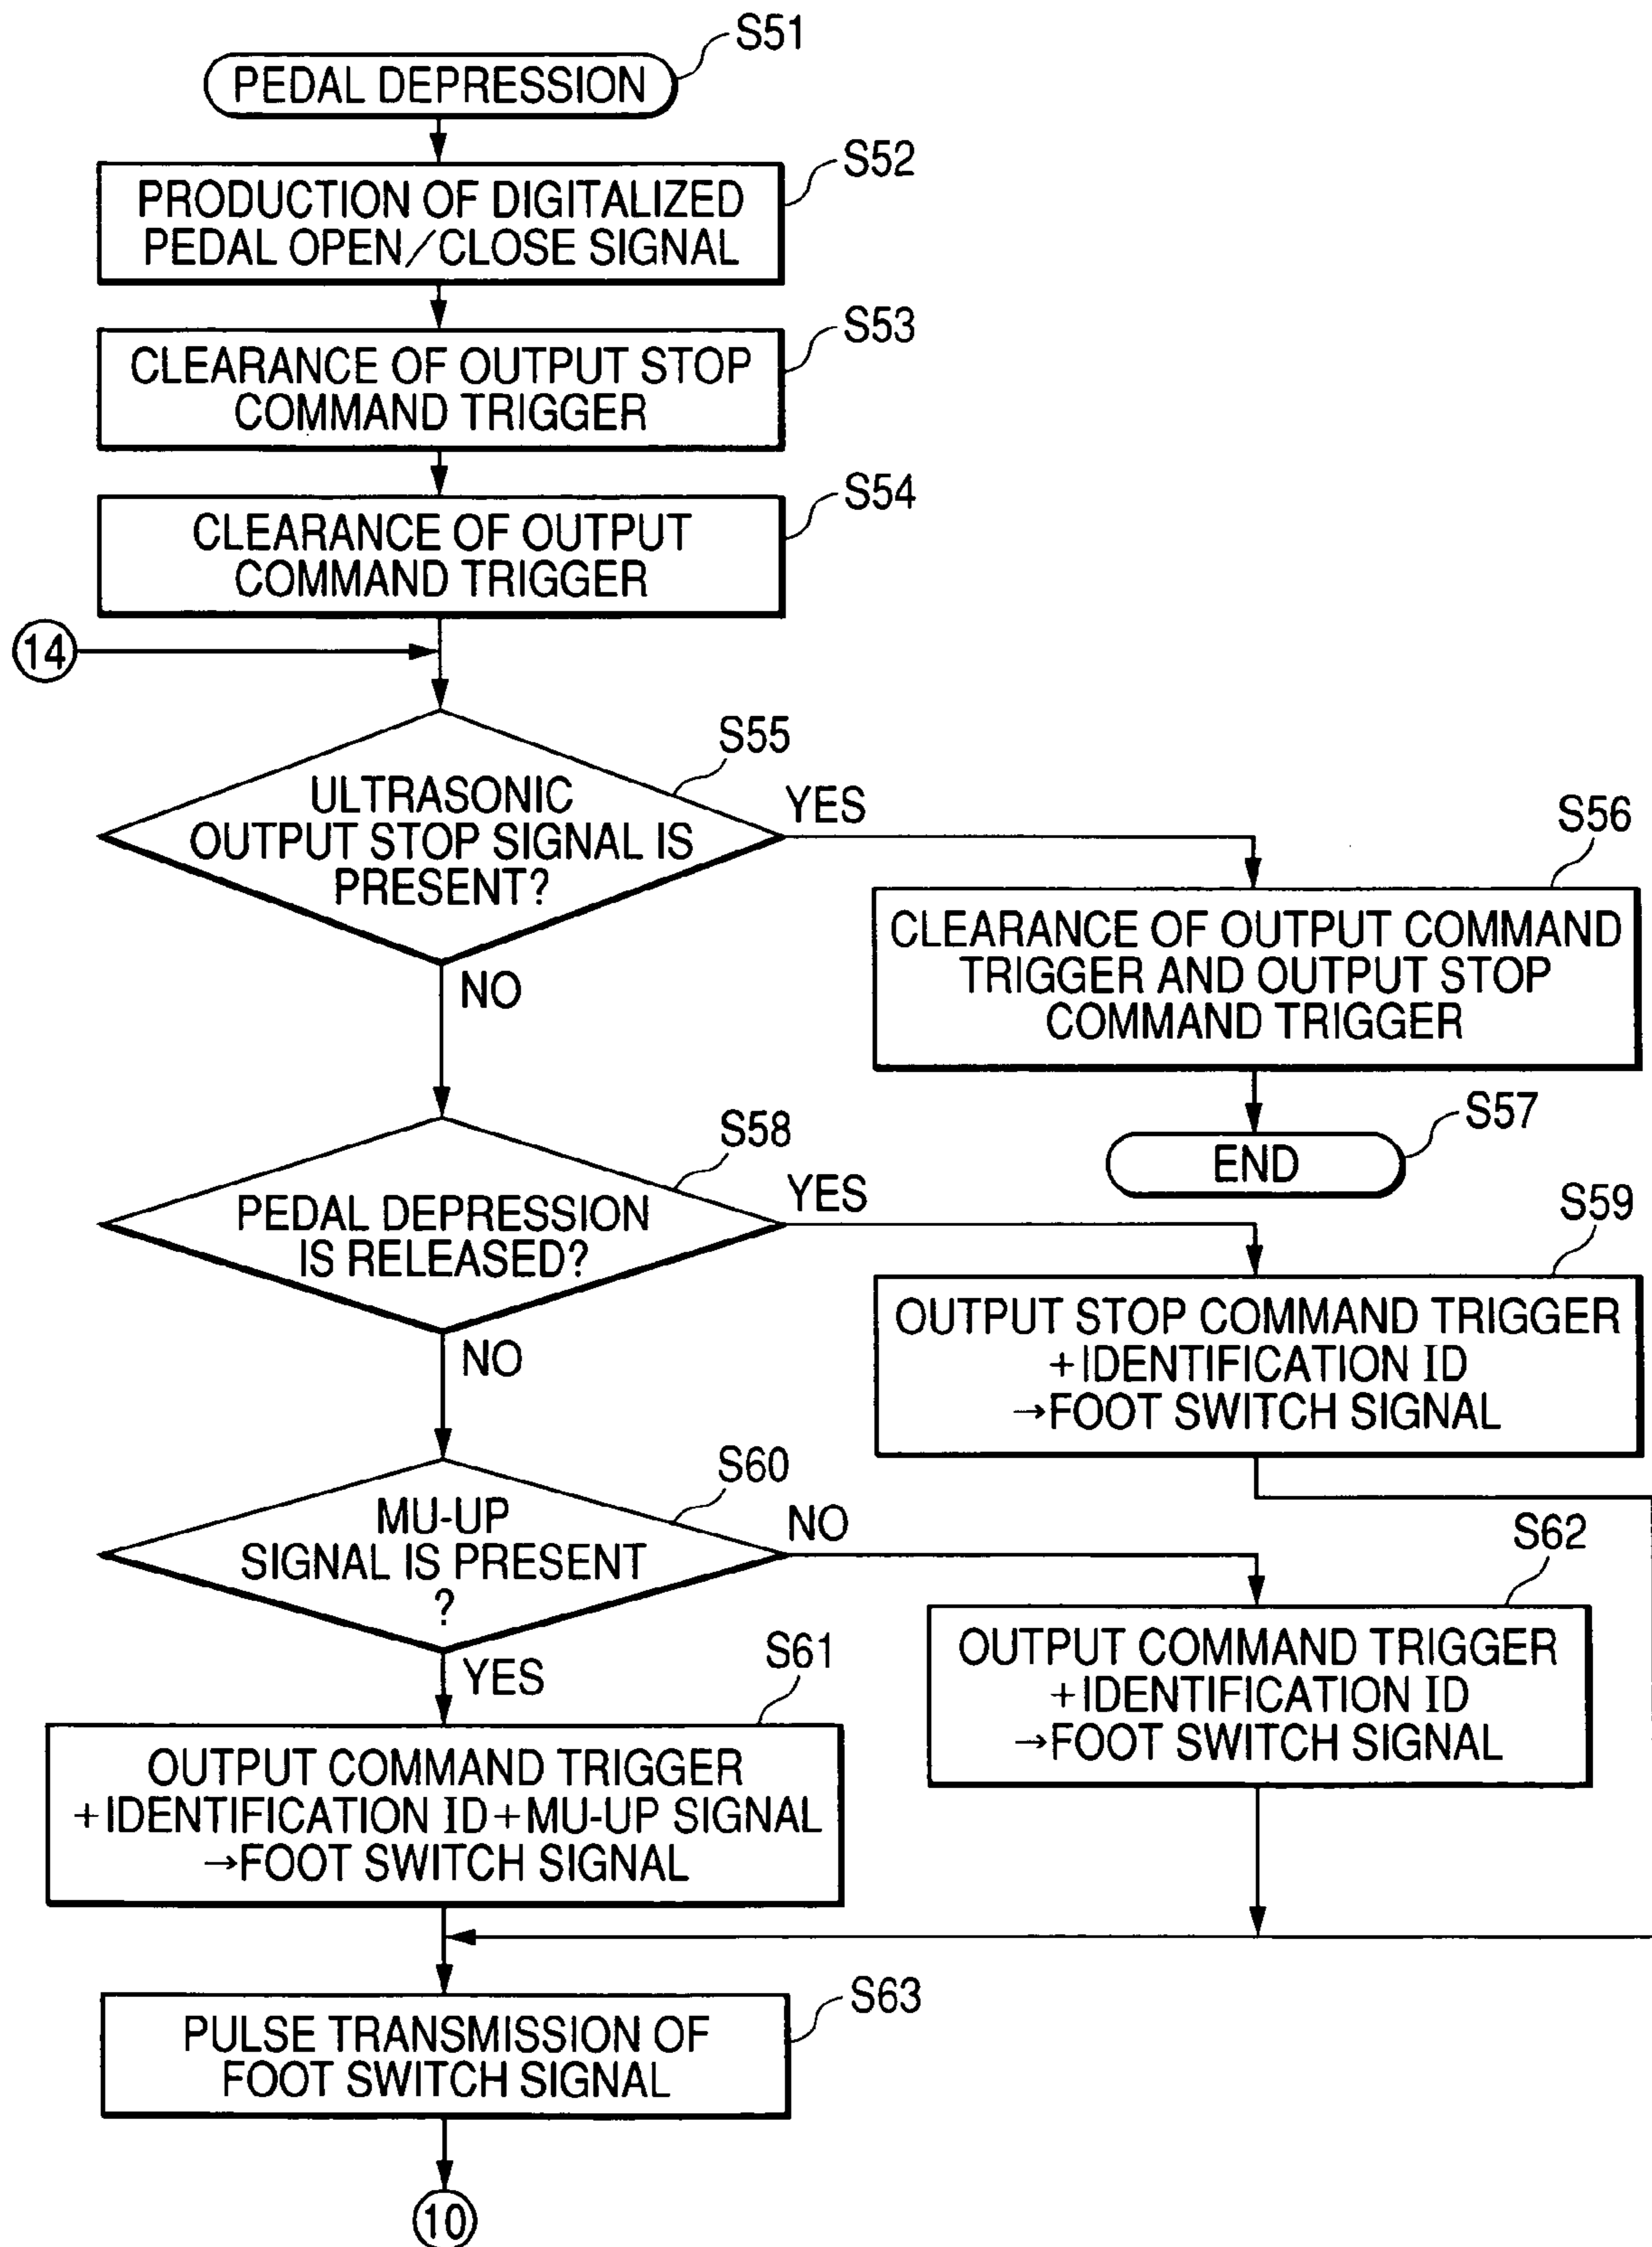 S51
PEDAL DEPRESSION
S52
PRODUCTION OF DIGITALIZED
PEDAL OPEN/CLOSE SIGNAL
S53
CLEARANCE OF OUTPUT STOP
COMMAND TRIGGER
S54
CLEARANCE OF OUTPUT
COMMAND TRIGGER
14
S55
ULTRASONIC
OUTPUT STOP SIGNAL IS
PRESENT?
YES
NO
S56
CLEARANCE OF OUTPUT COMMAND
TRIGGER AND OUTPUT STOP
COMMAND TRIGGER
S57
END
S58
PEDAL DEPRESSION
IS RELEASED?
YES
NO
S59
OUTPUT STOP COMMAND TRIGGER
+IDENTIFICATION ID
→FOOT SWITCH SIGNAL
S60
MU-UP
SIGNAL IS PRESENT
?
NO
YES
S62
OUTPUT COMMAND TRIGGER
+IDENTIFICATION ID
→FOOT SWITCH SIGNAL
S61
OUTPUT COMMAND TRIGGER
+IDENTIFICATION ID+MU-UP SIGNAL
→FOOT SWITCH SIGNAL
S63
PULSE TRANSMISSION OF
FOOT SWITCH SIGNAL
10